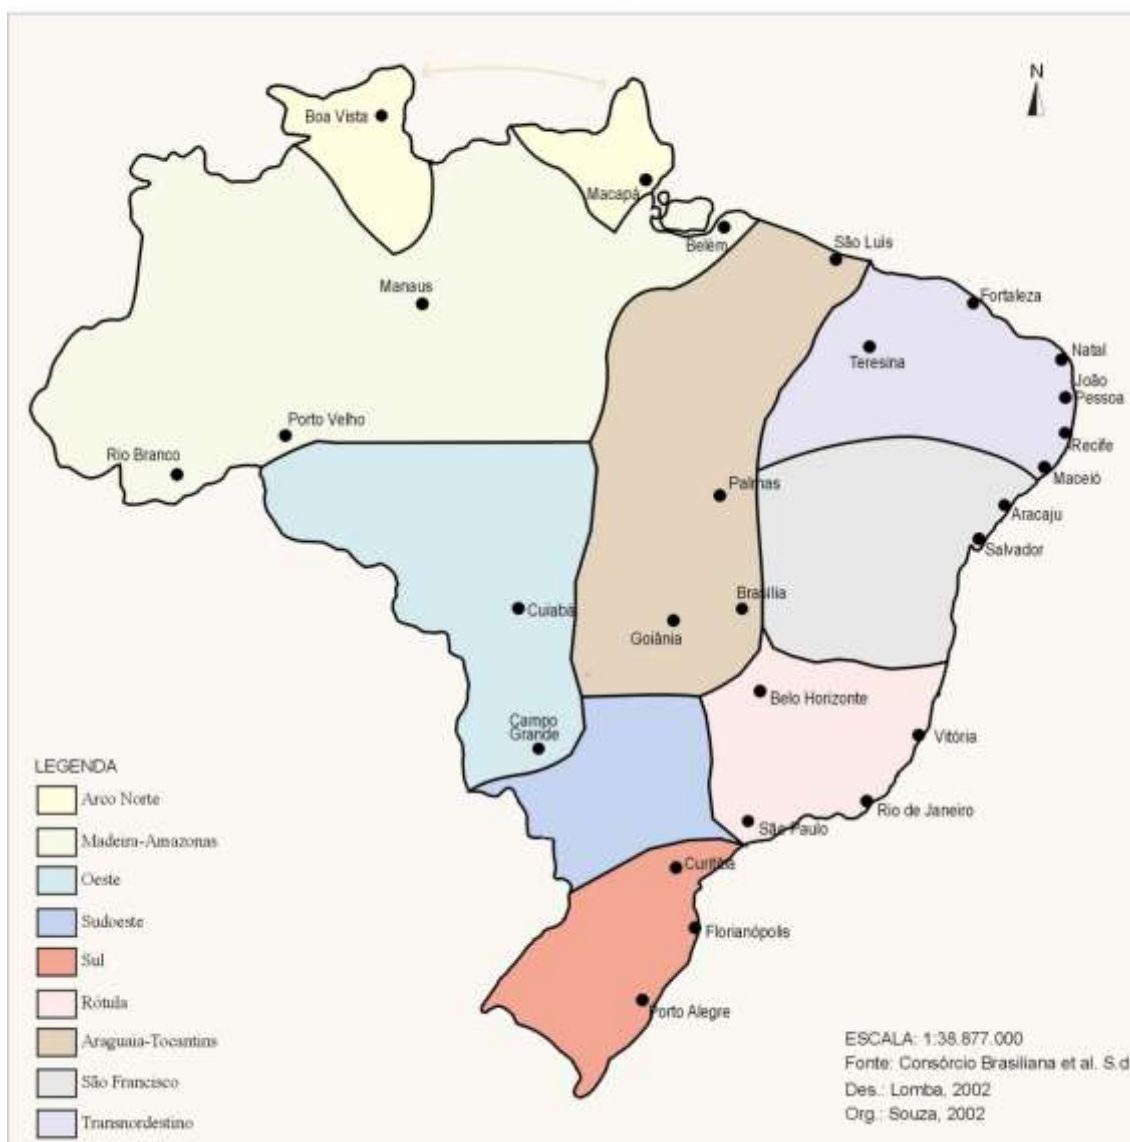 N
Boa Vista
Macapá
Belém
São Luis
Manaus
Fortaleza
Teresina
Natal
João
Pessoa
Porto Velho
Recife
Rio Branco
Maceió
Palmas
Aracaju
Salvador
Brasília
Cuiabá
Goiânia
Belo Horizonte
Campo
Grande
Vitória
LEGENDA
Arco Norte
Madeira-Amazonas
Oeste
Sudoeste
Sul
Rótula
Araguaia-Tocantins
São Francisco
Transnordestino
Rio de Janeiro
São Paulo
Curitiba
Florianópolis
Porto Alegre
ESCALA: 1:38.877.000
Fonte: Consórcio Brasiliana et al. S.d
Des.: Lomba, 2002
Org.: Souza, 2002